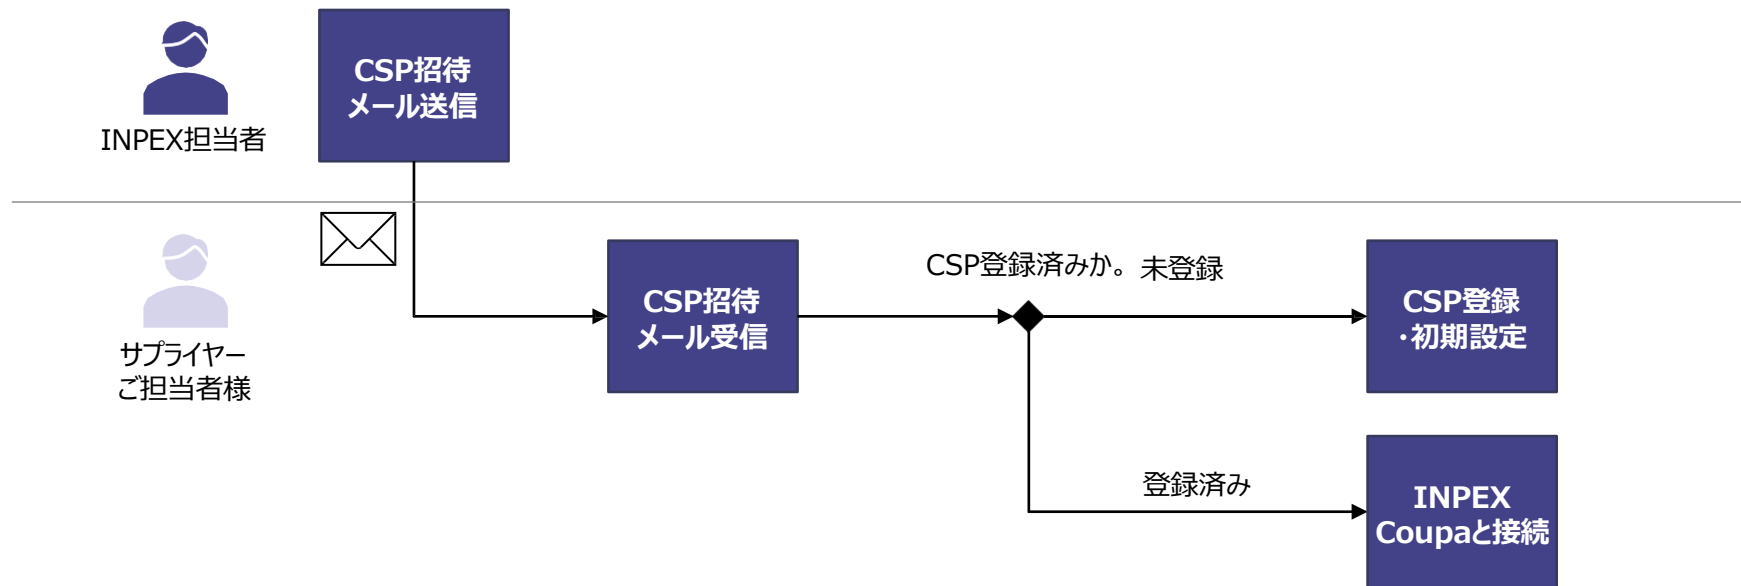 CSP招待
メール送信
INPEX担当者
CSP登録済みか。
未登録
CSP招待
メール受信
CSP登録
・初期設定
サプライヤー
ご担当者様
登録済み
INPEX
Coupaと接続